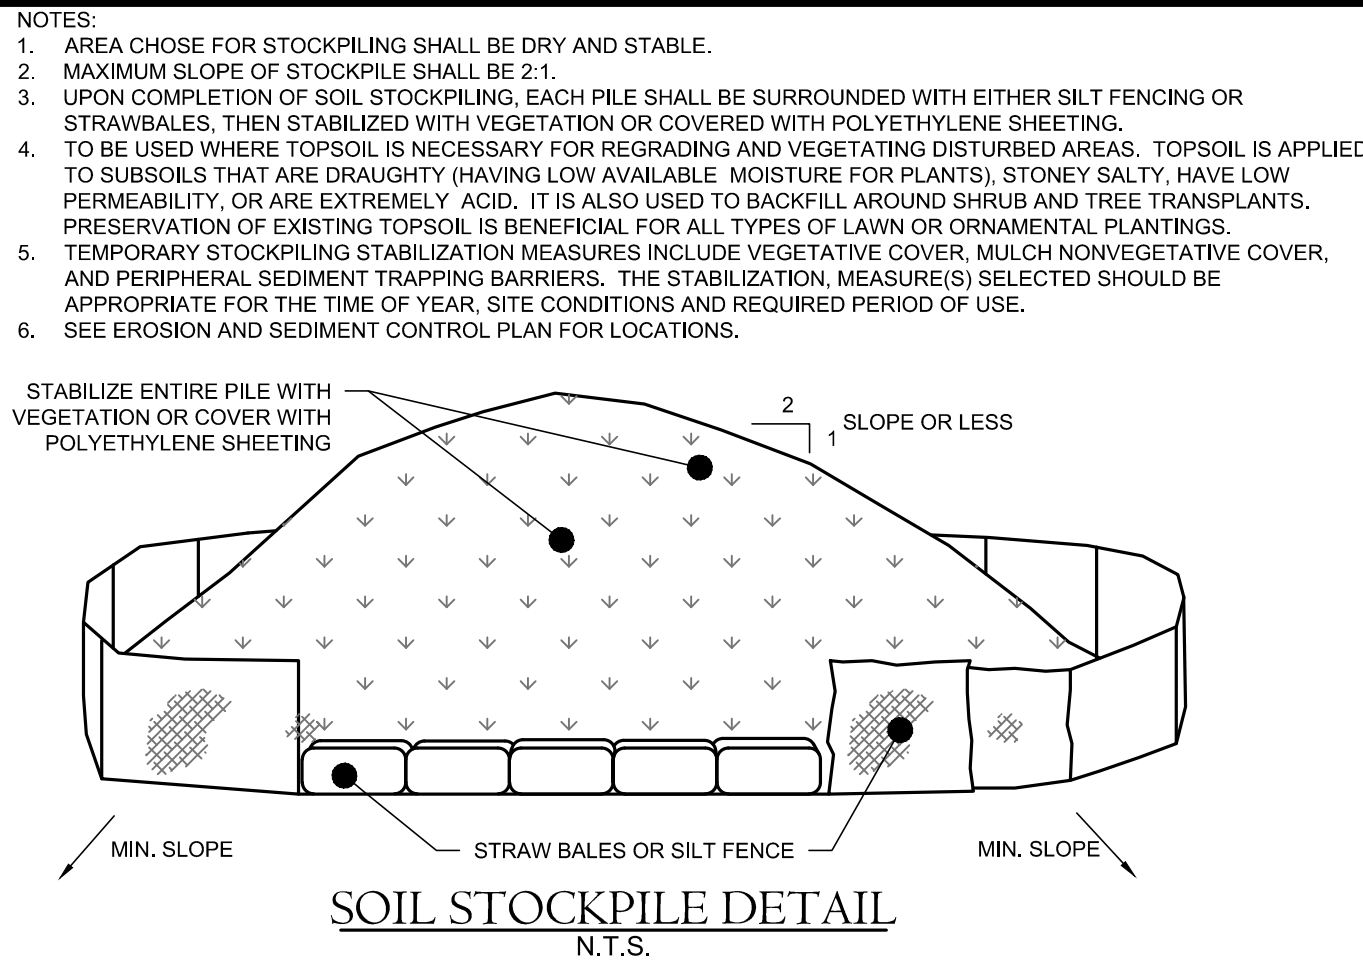 NOTES:
1. AREA CHOSE FOR STOCKPILING SHALL BE DRY AND STABLE.
2. MAXIMUM SLOPE OF STOCKPILE SHALL BE 2:1.
3. UPON COMPLETION OF SOIL STOCKPILING, EACH PILE SHALL BE SURROUNDED WITH EITHER SILT FENCING OR
STRAWBALES, THEN STABILIZED WITH VEGETATION OR COVERED WITH POLYETHYLENE SHEETING.
4. TO BE USED WHERE TOPSOIL IS NECESSARY FOR REGRADING AND VEGETATING DISTURBED AREAS. TOPSOIL IS APPLIED
TO SUBSOILS THAT ARE DRAUGHTY (HAVING LOW AVAILABLE MOISTURE FOR PLANTS), STONEY SALTY, HAVE LOW
PERMEABILITY, OR ARE EXTREMELY ACID. IT IS ALSO USED TO BACKFILL AROUND SHRUB AND TREE TRANSPLANTS.
PRESERVATION OF EXISTING TOPSOIL IS BENEFICIAL FOR ALL TYPES OF LAWN OR ORNAMENTAL PLANTINGS.
5. TEMPORARY STOCKPILING STABILIZATION MEASURES INCLUDE VEGETATIVE COVER, MULCH NONVEGETATIVE COVER,
AND PERIPHERAL SEDIMENT TRAPPING BARRIERS. THE STABILIZATION, MEASURE(S) SELECTED SHOULD BE
APPROPRIATE FOR THE TIME OF YEAR, SITE CONDITIONS AND REQUIRED PERIOD OF USE.
6. SEE EROSION AND SEDIMENT CONTROL PLAN FOR LOCATIONS.
STABILIZE ENTIRE PILE WITH
VEGETATION OR COVER WITH
POLYETHYLENE SHEETING
2
1
SLOPE OR LESS
MIN. SLOPE
STRAW BALES OR SILT FENCE
MIN. SLOPE
SOIL STOCKPILE DETAIL
N.T.S.